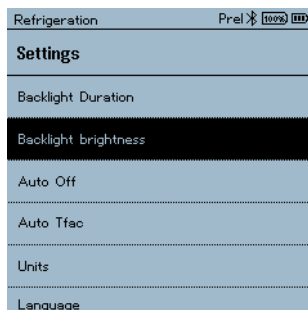 Refrigeration Prel 100%
Settings
Backlight Duration
Backlight brightness
Auto Off
Auto Tfac
Units
Language